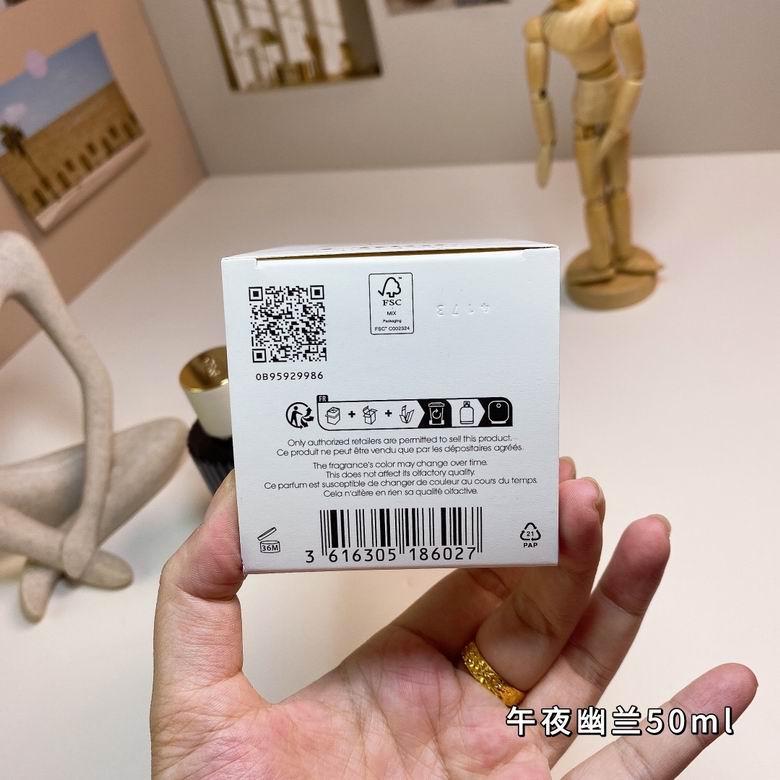 FSC
MIX
Packaging
FSC® C002324
0B95929986
FR
Only authorized retailers are permitted to sell this product.
Ce produit ne peut être vendu que par les dépositaires agréés.
The fragrance's color may change over time.
This does not affect its olfactory quality.
Ce parfum est susceptible de changer de couleur au cours du temps.
Cela n'altère en rien sa qualité olfactive.
36M
3 616305 186027
21
PAP
午夜幽兰50ml